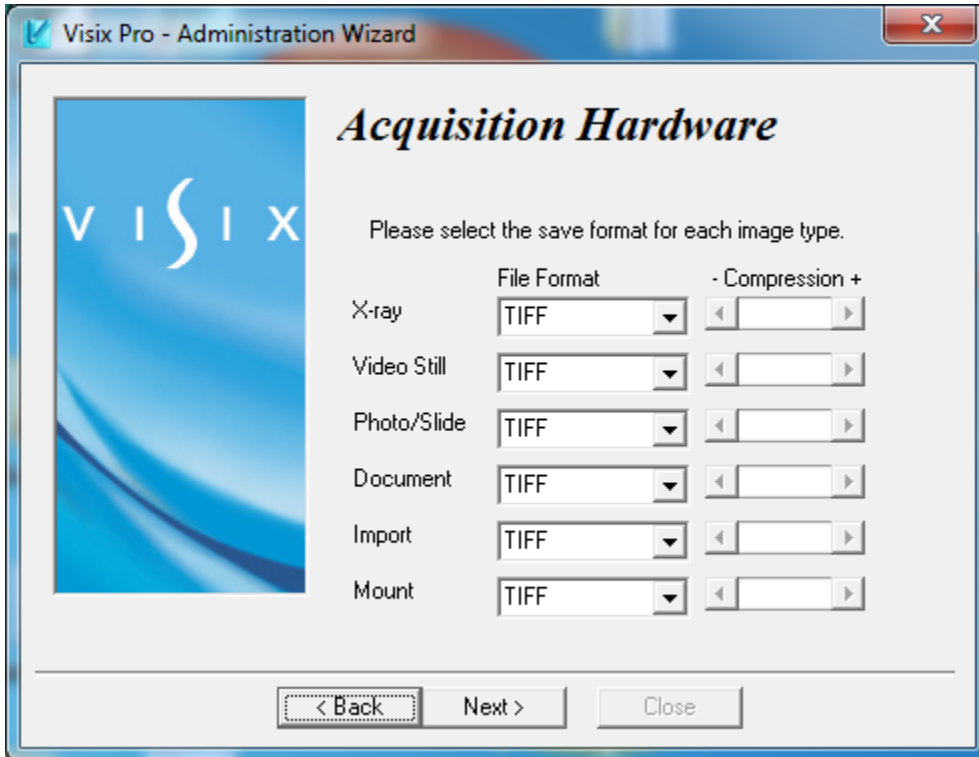 Visix Pro - Administration Wizard
VISIX
Acquisition Hardware
Please select the save format for each image type.
File Format - Compression +
X-ray TIFF
Video Still TIFF
Photo/Slide TIFF
Document TIFF
Import TIFF
Mount TIFF
< Back Next > Close